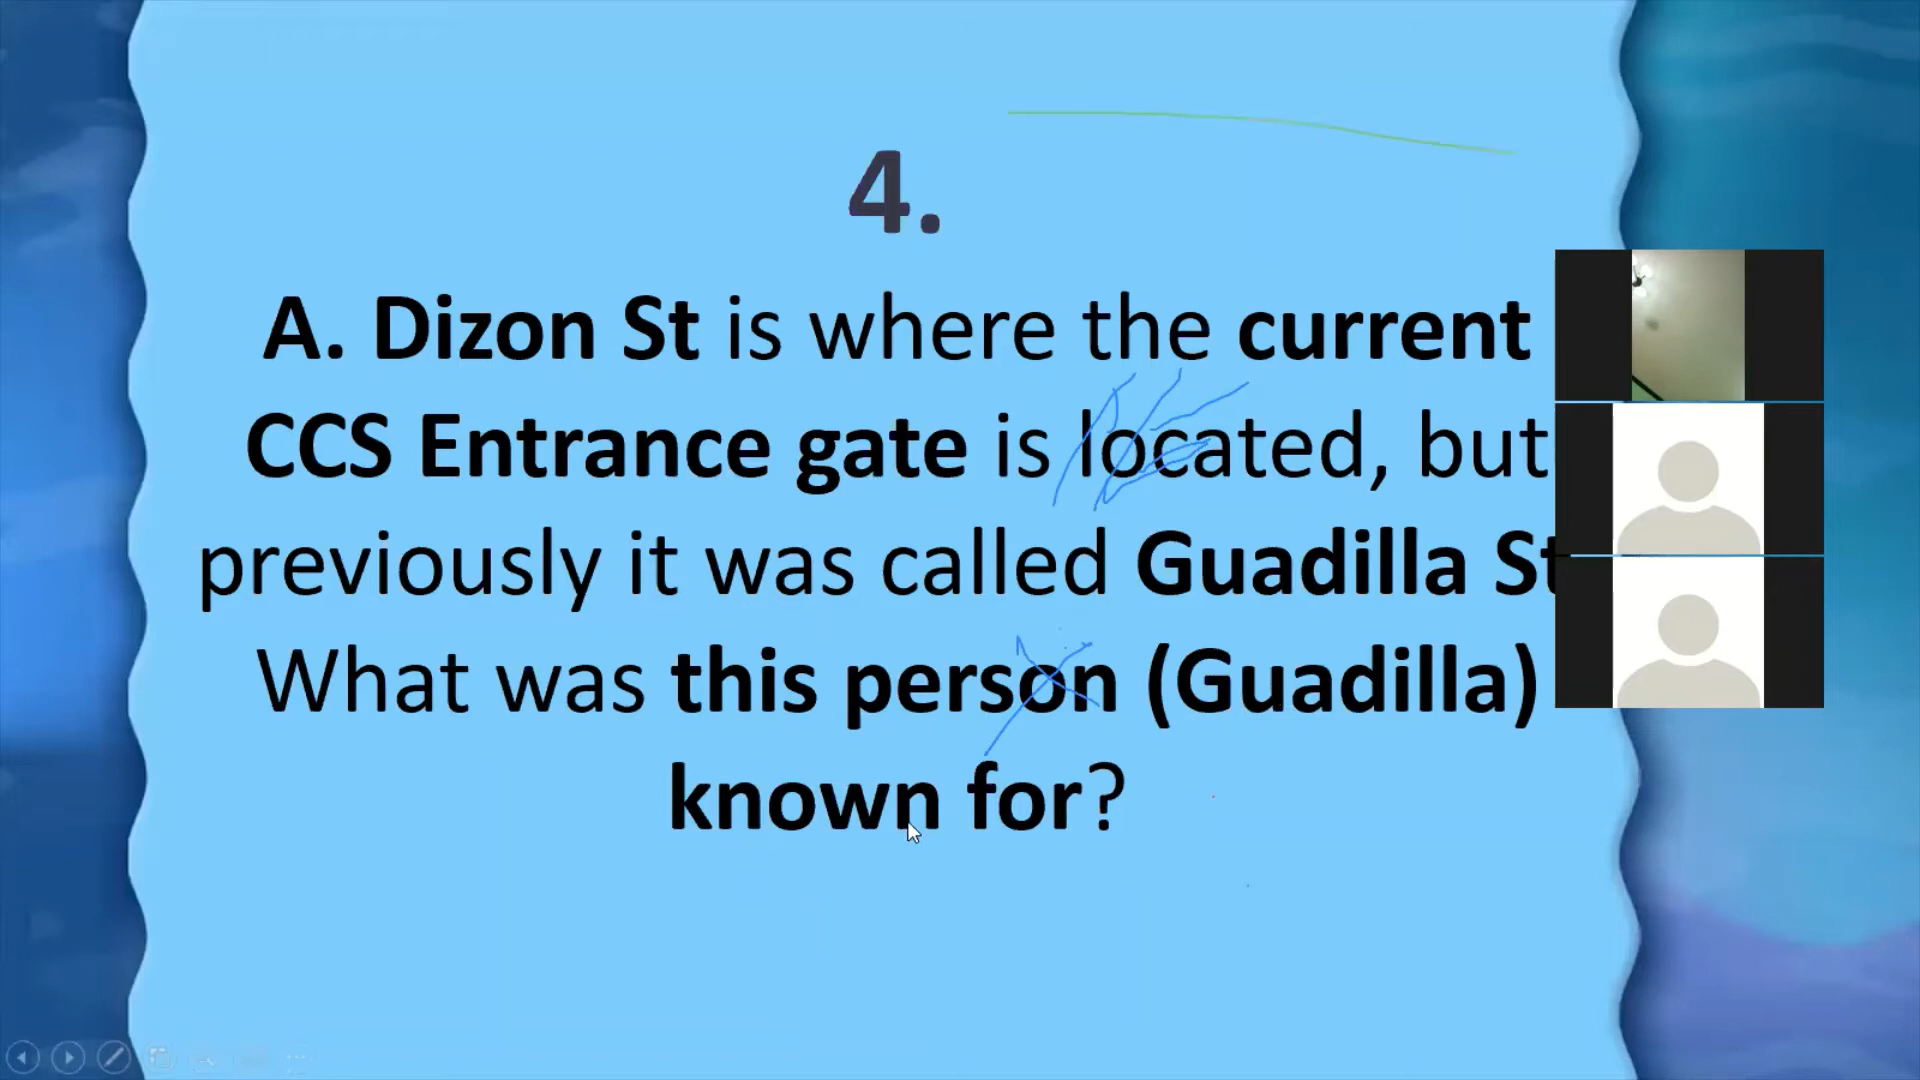 4.
A. Dizon St is where the current
CCS Entrance gate is located, but
previously it was called Guadilla St
What was this person (Guadilla)
known for?